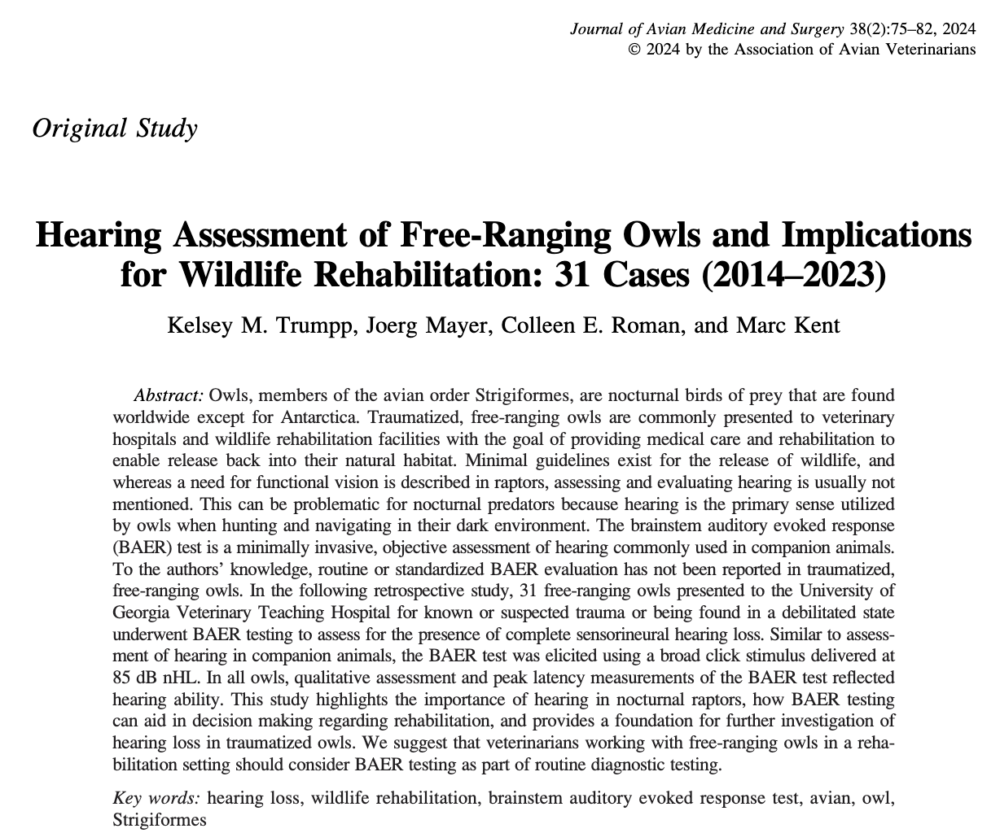 Journal of Avian Medicine and Surgery 38(2):75–82, 2024
© 2024 by the Association of Avian Veterinarians
Original Study
Hearing Assessment of Free-Ranging Owls and Implications
for Wildlife Rehabilitation: 31 Cases (2014–2023)
Kelsey M. Trumpp, Joerg Mayer, Colleen E. Roman, and Marc Kent
Abstract: Owls, members of the avian order Strigiformes, are nocturnal birds of prey that are found
worldwide except for Antarctica. Traumatized, free-ranging owls are commonly presented to veterinary
hospitals and wildlife rehabilitation facilities with the goal of providing medical care and rehabilitation to
enable release back into their natural habitat. Minimal guidelines exist for the release of wildlife, and
whereas a need for functional vision is described in raptors, assessing and evaluating hearing is usually not
mentioned. This can be problematic for nocturnal predators because hearing is the primary sense utilized
by owls when hunting and navigating in their dark environment. The brainstem auditory evoked response
(BAER) test is a minimally invasive, objective assessment of hearing commonly used in companion animals.
To the authors’ knowledge, routine or standardized BAER evaluation has not been reported in traumatized,
free-ranging owls. In the following retrospective study, 31 free-ranging owls presented to the University of
Georgia Veterinary Teaching Hospital for known or suspected trauma or being found in a debilitated state
underwent BAER testing to assess for the presence of complete sensorineural hearing loss. Similar to assess-
ment of hearing in companion animals, the BAER test was elicited using a broad click stimulus delivered at
85 dB nHL. In all owls, qualitative assessment and peak latency measurements of the BAER test reflected
hearing ability. This study highlights the importance of hearing in nocturnal raptors, how BAER testing
can aid in decision making regarding rehabilitation, and provides a foundation for further investigation of
hearing loss in traumatized owls. We suggest that veterinarians working with free-ranging owls in a reha-
bilitation setting should consider BAER testing as part of routine diagnostic testing.
Key words: hearing loss, wildlife rehabilitation, brainstem auditory evoked response test, avian, owl,
Strigiformes